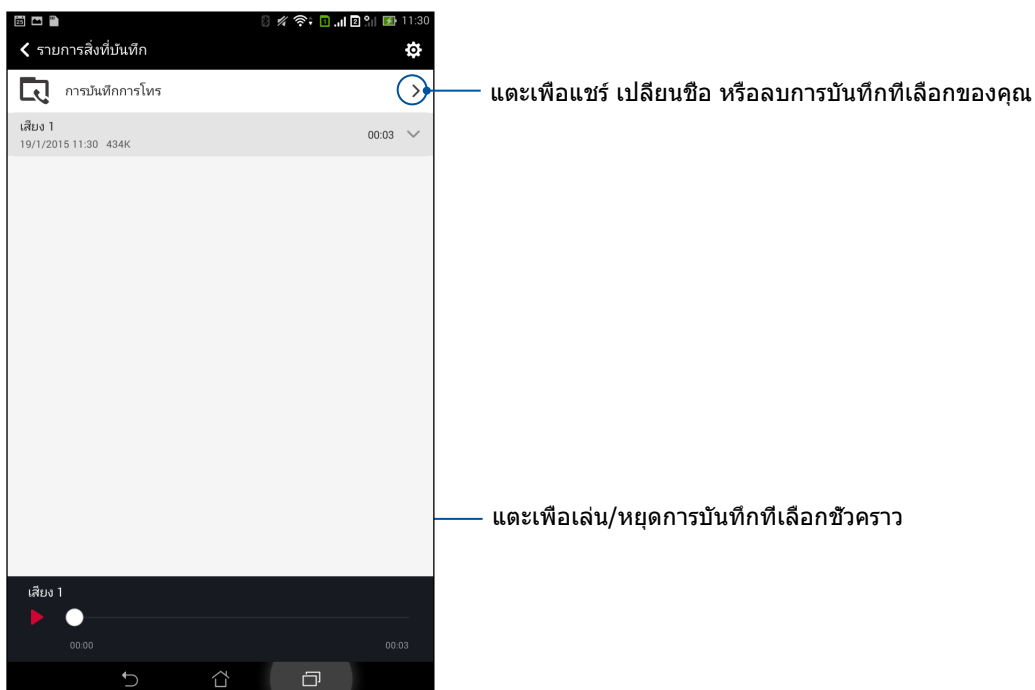 25 1 2 11:30
รายการสิ่งที่บันทึก
การบันทึกการโทร
แตะเพือแชร์ เปลียนชือ หรือลบการบันทึกทีเลือกของคุณ
เสียง 1
19/1/2015 11:30 434K
00:03
แตะเพือเล่น/หยุดการบันทึกทีเลือกชัวคราว
เสียง 1
00:00 00:03